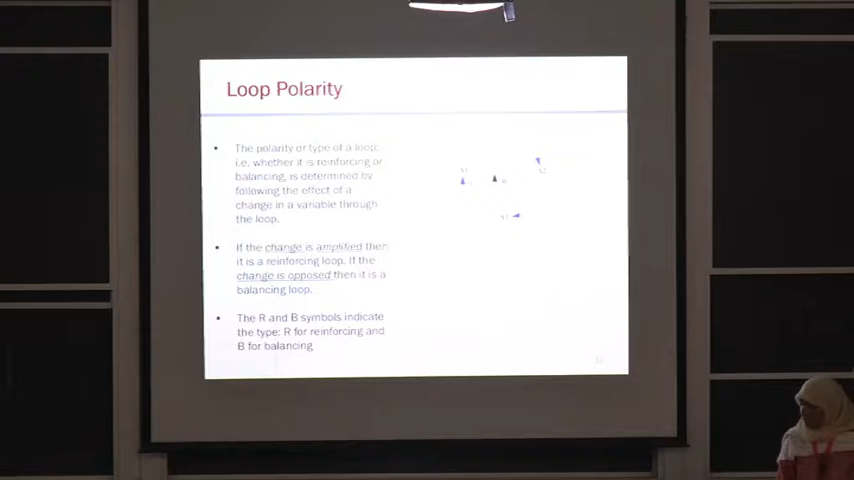 Loop Polarity
The polarity or type of a loop,
i.e. whether it is reinforcing or
balancing, is determined by
following the effect of a
change in a variable through
the loop.
If the change is amplified then
it is a reinforcing loop. If the
change is opposed then it is a
balancing loop.
The R and B symbols indicate
the type: R for reinforcing and
B for balancing